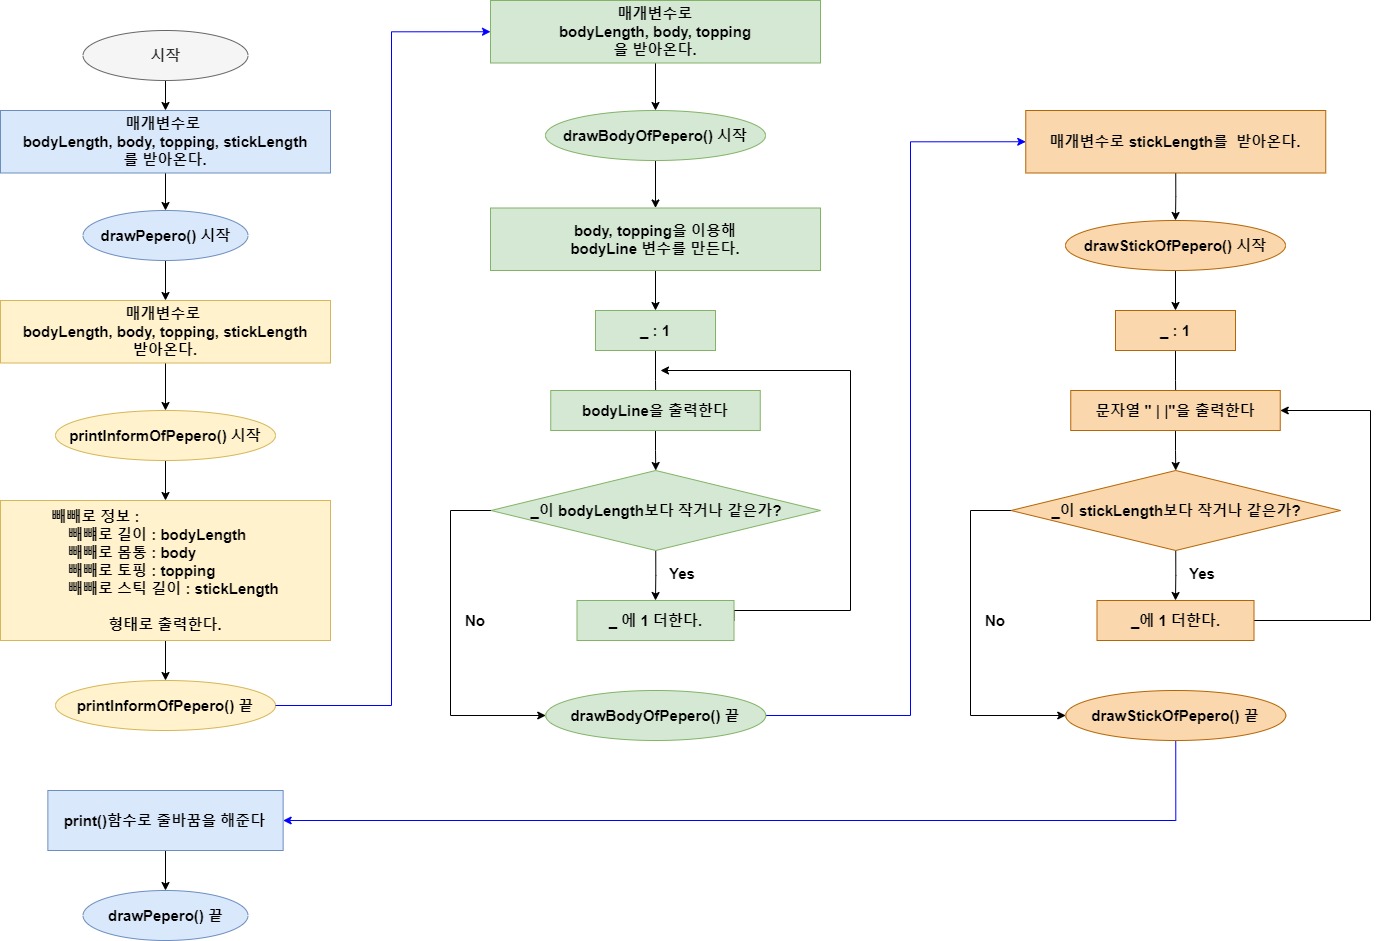 시작
매개변수로
bodyLength, body, topping, stickLength
를 받아온다.
drawPepero() 시작
매개변수로
bodyLength, body, topping, stickLength
받아온다.
printInformOfPepero() 시작
빼빼로 정보 :
빼빼로 길이 : bodyLength
빼빼로 몸통 : body
빼빼로 토핑 : topping
빼빼로 스틱 길이 : stickLength
형태로 출력한다.
printInformOfPepero() 끝
매개변수로
bodyLength, body, topping
을 받아온다.
drawBodyOfPepero() 시작
body, topping을 이용해
bodyLine 변수를 만든다.
_ : 1
bodyLine을 출력한다
_이 bodyLength보다 작거나 같은가?
Yes
_ 에 1 더한다.
No
drawBodyOfPepero() 끝
매개변수로 stickLength를 받아온다.
drawStickOfPepero() 시작
_ : 1
문자열 " | |"을 출력한다
_이 stickLength보다 작거나 같은가?
Yes
_에 1 더한다.
No
drawStickOfPepero() 끝
print()함수로 줄바꿈을 해준다
drawPepero() 끝